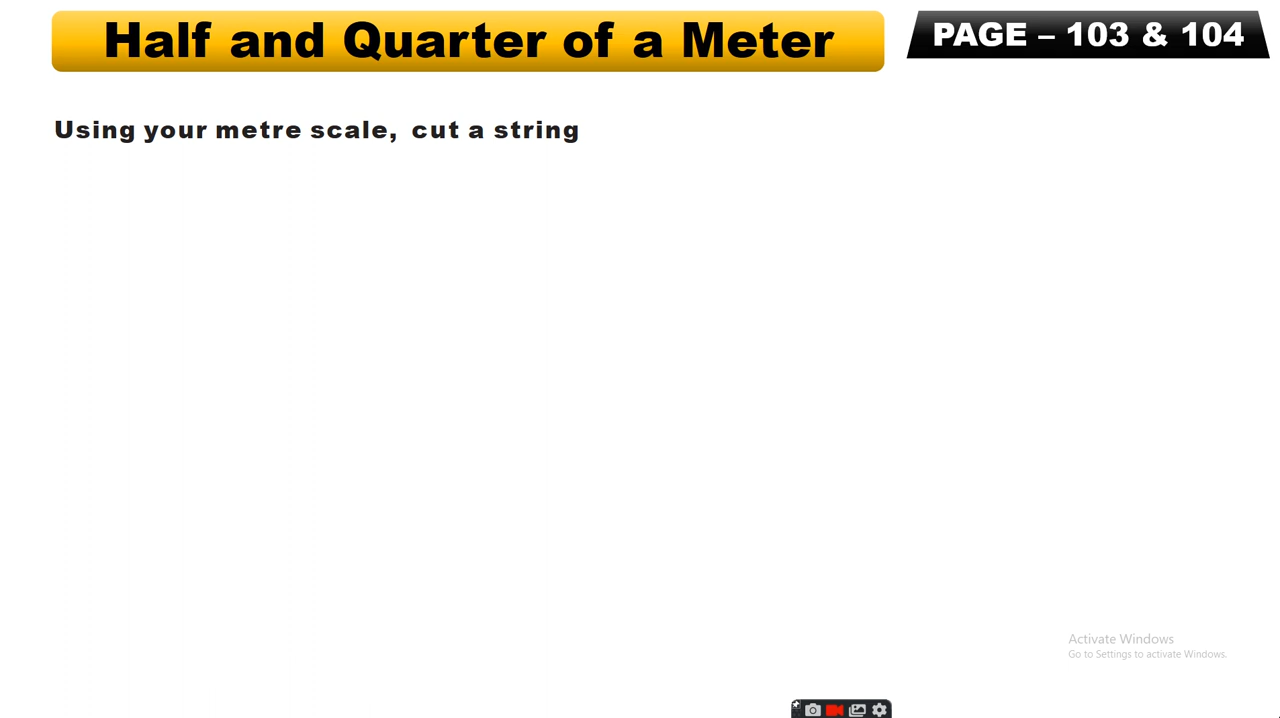 Half and Quarter of a Meter
PAGE – 103 & 104
Using your metre scale, cut a string
Activate Windows
Go to Settings to activate Windows.